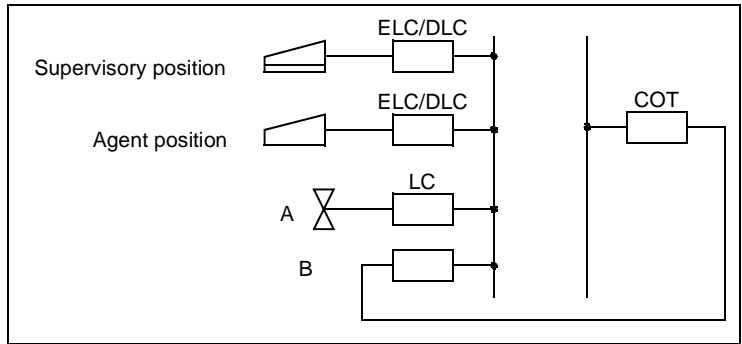 ELC/DLC
Supervisory position
ELC/DLC
COT
Agent position
LC
A
B